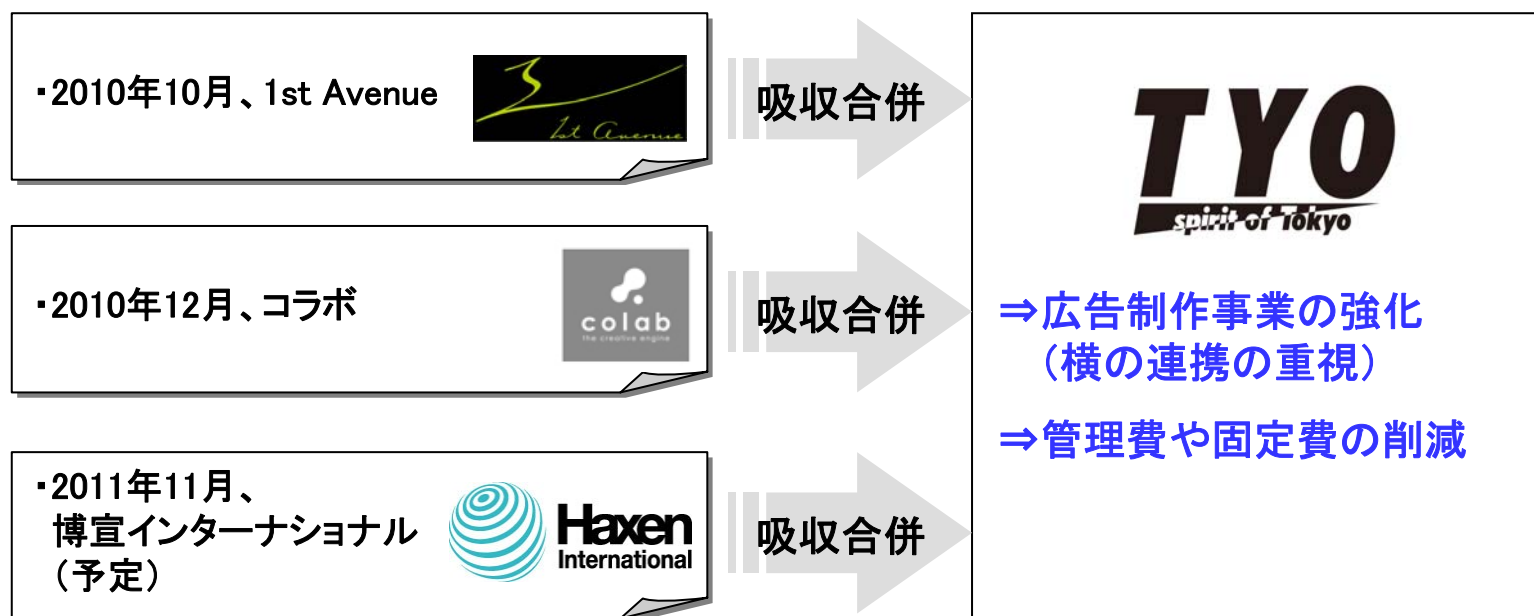 ・2010年10月、1st Avenue
1st Avenue
吸収合併
・2010年12月、コラボ
colab
the creative engine
吸収合併
・2011年11月、
博宣インターナショナル
（予定）
Haxen
International
吸収合併
TYO
spirit of Tokyo
⇒広告制作事業の強化
（横の連携の重視）
⇒管理費や固定費の削減